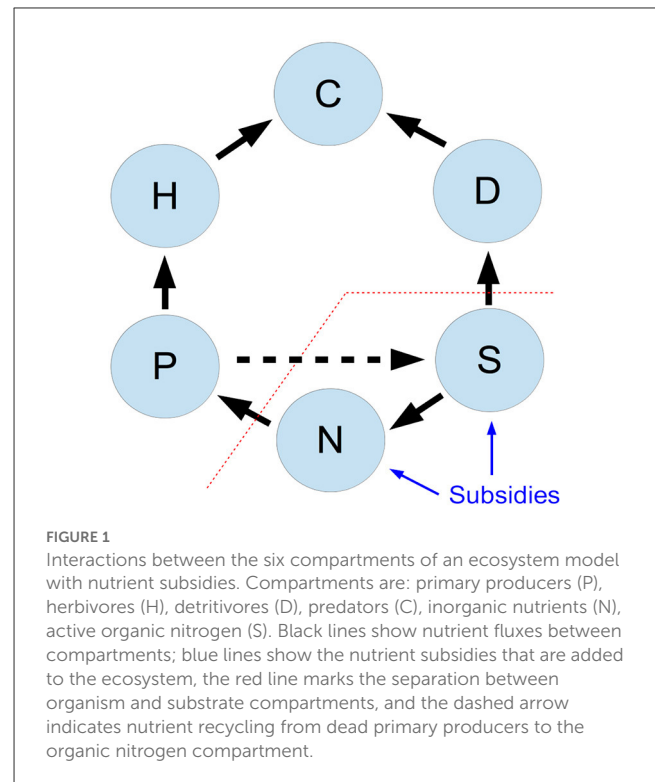 C
H
D
P
S
N
Subsidies
FIGURE 1
Interactions between the six compartments of an ecosystem model
with nutrient subsidies. Compartments are: primary producers (P),
herbivores (H), detritivores (D), predators (C), inorganic nutrients (N),
active organic nitrogen (S). Black lines show nutrient fluxes between
compartments; blue lines show the nutrient subsidies that are added
to the ecosystem, the red line marks the separation between
organism and substrate compartments, and the dashed arrow
indicates nutrient recycling from dead primary producers to the
organic nitrogen compartment.